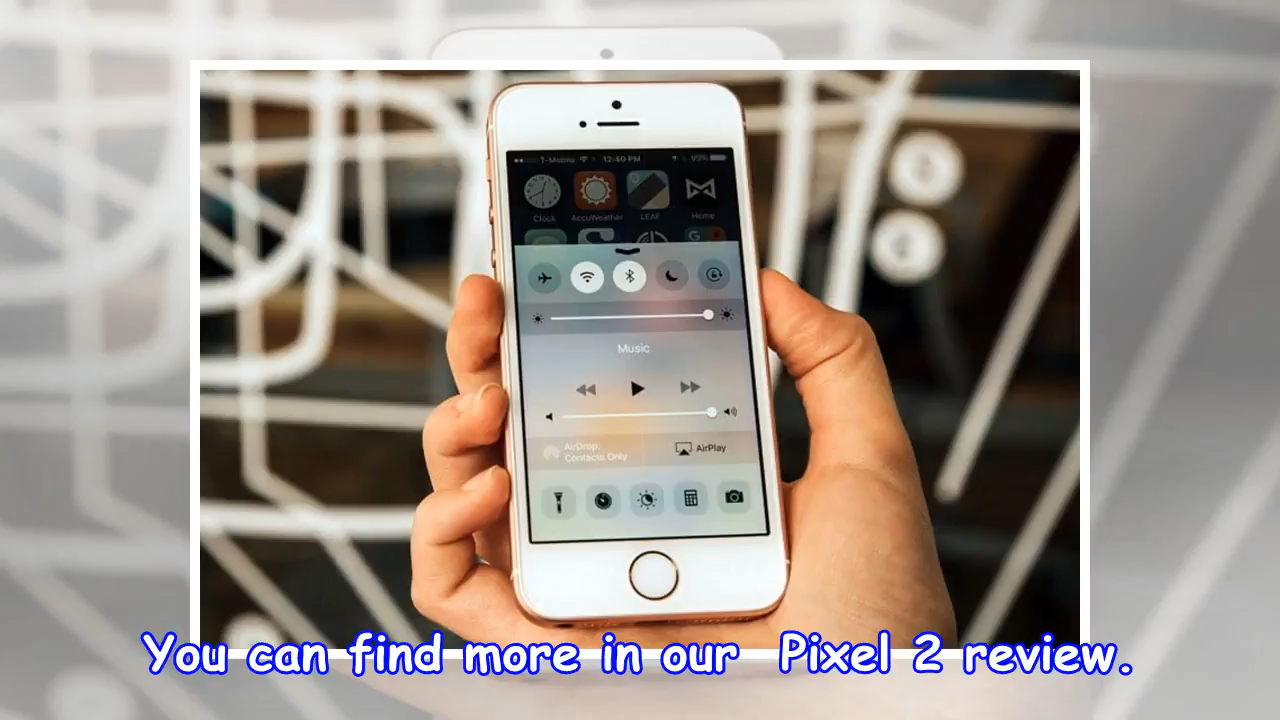 T-Mobile 12:40 PM 99%
Clock AccuWeather LEAF Home
Music
AirDrop:
Contacts Only
AirPlay
You can find more in our Pixel 2 review.